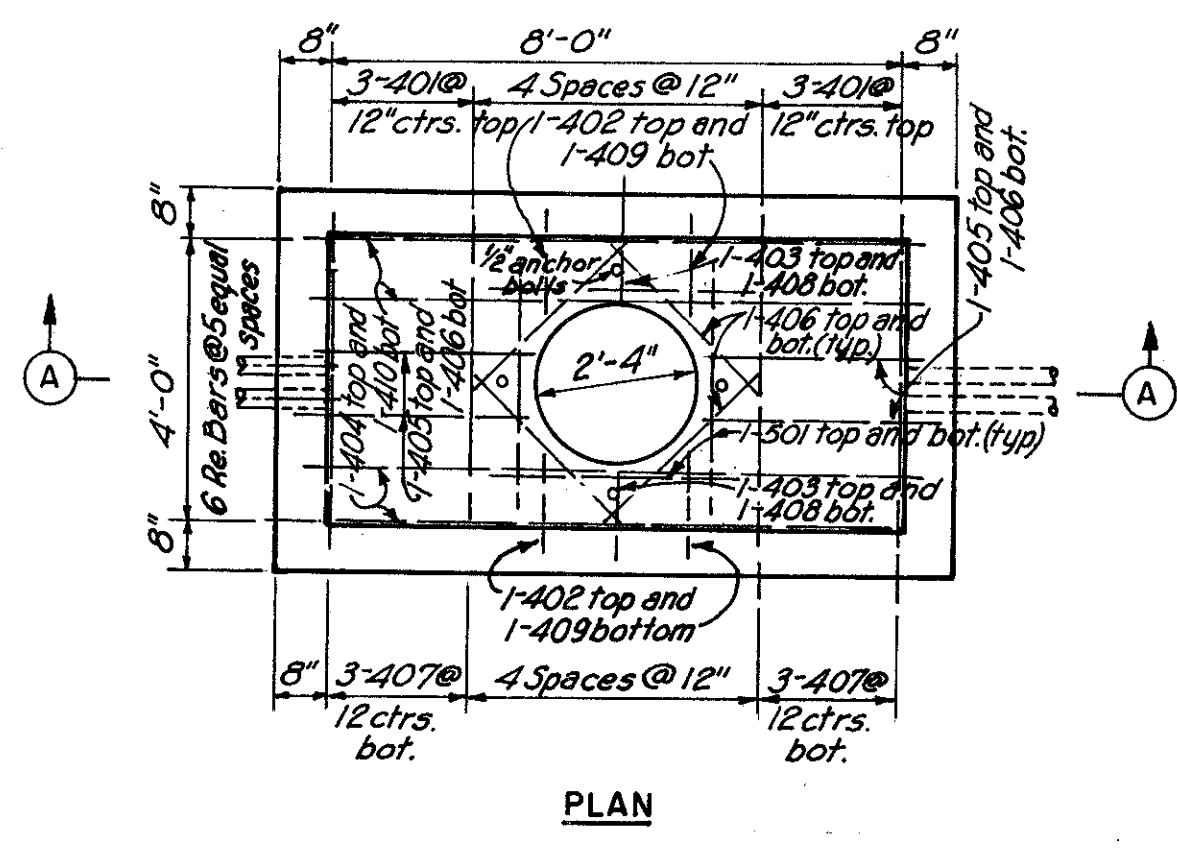 8" 8'-0" 8"
3-401@ 4 Spaces @ 12" 3-401@
12" ctrs. top 1-402 top and 12" ctrs. top
1-409 bot
1-405 top and
1-406 bot.
8"
4'-0"
8"
6 Re. Bars @ 5 equal
spaces
1/2" anchor
bolts
1-403 top and
1-408 bot.
1-404 top and
1-410 bot
1-405 top and
1-406 bot
1-406 top and
bot. (typ.)
2'-4"
A
A
1-501 top and bot. (typ)
1-403 top and
1-408 bot.
1-402 top and
1-409 bottom
8" 3-407@ 4 Spaces @ 12" 3-407@
12 ctrs. 12 ctrs.
bot. bot.
PLAN